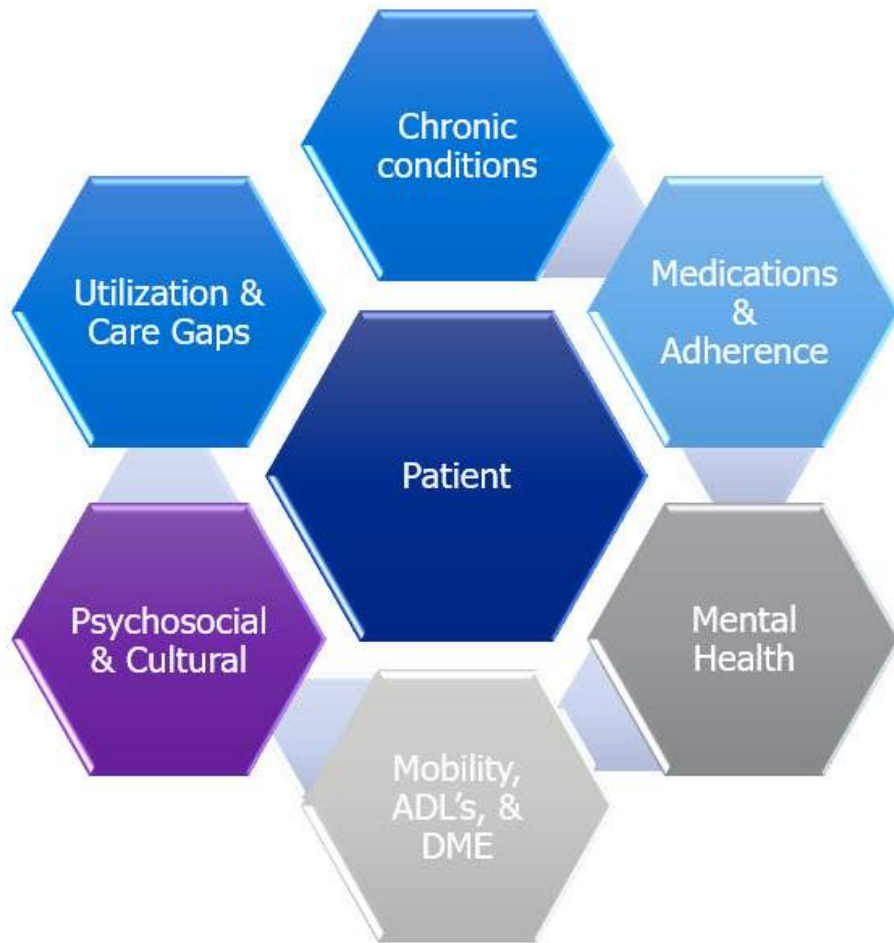 Chronic
conditions
Medications
&
Adherence
Mental
Health
Mobility,
ADL's, &
DME
Psychosocial
& Cultural
Utilization &
Care Gaps
Patient